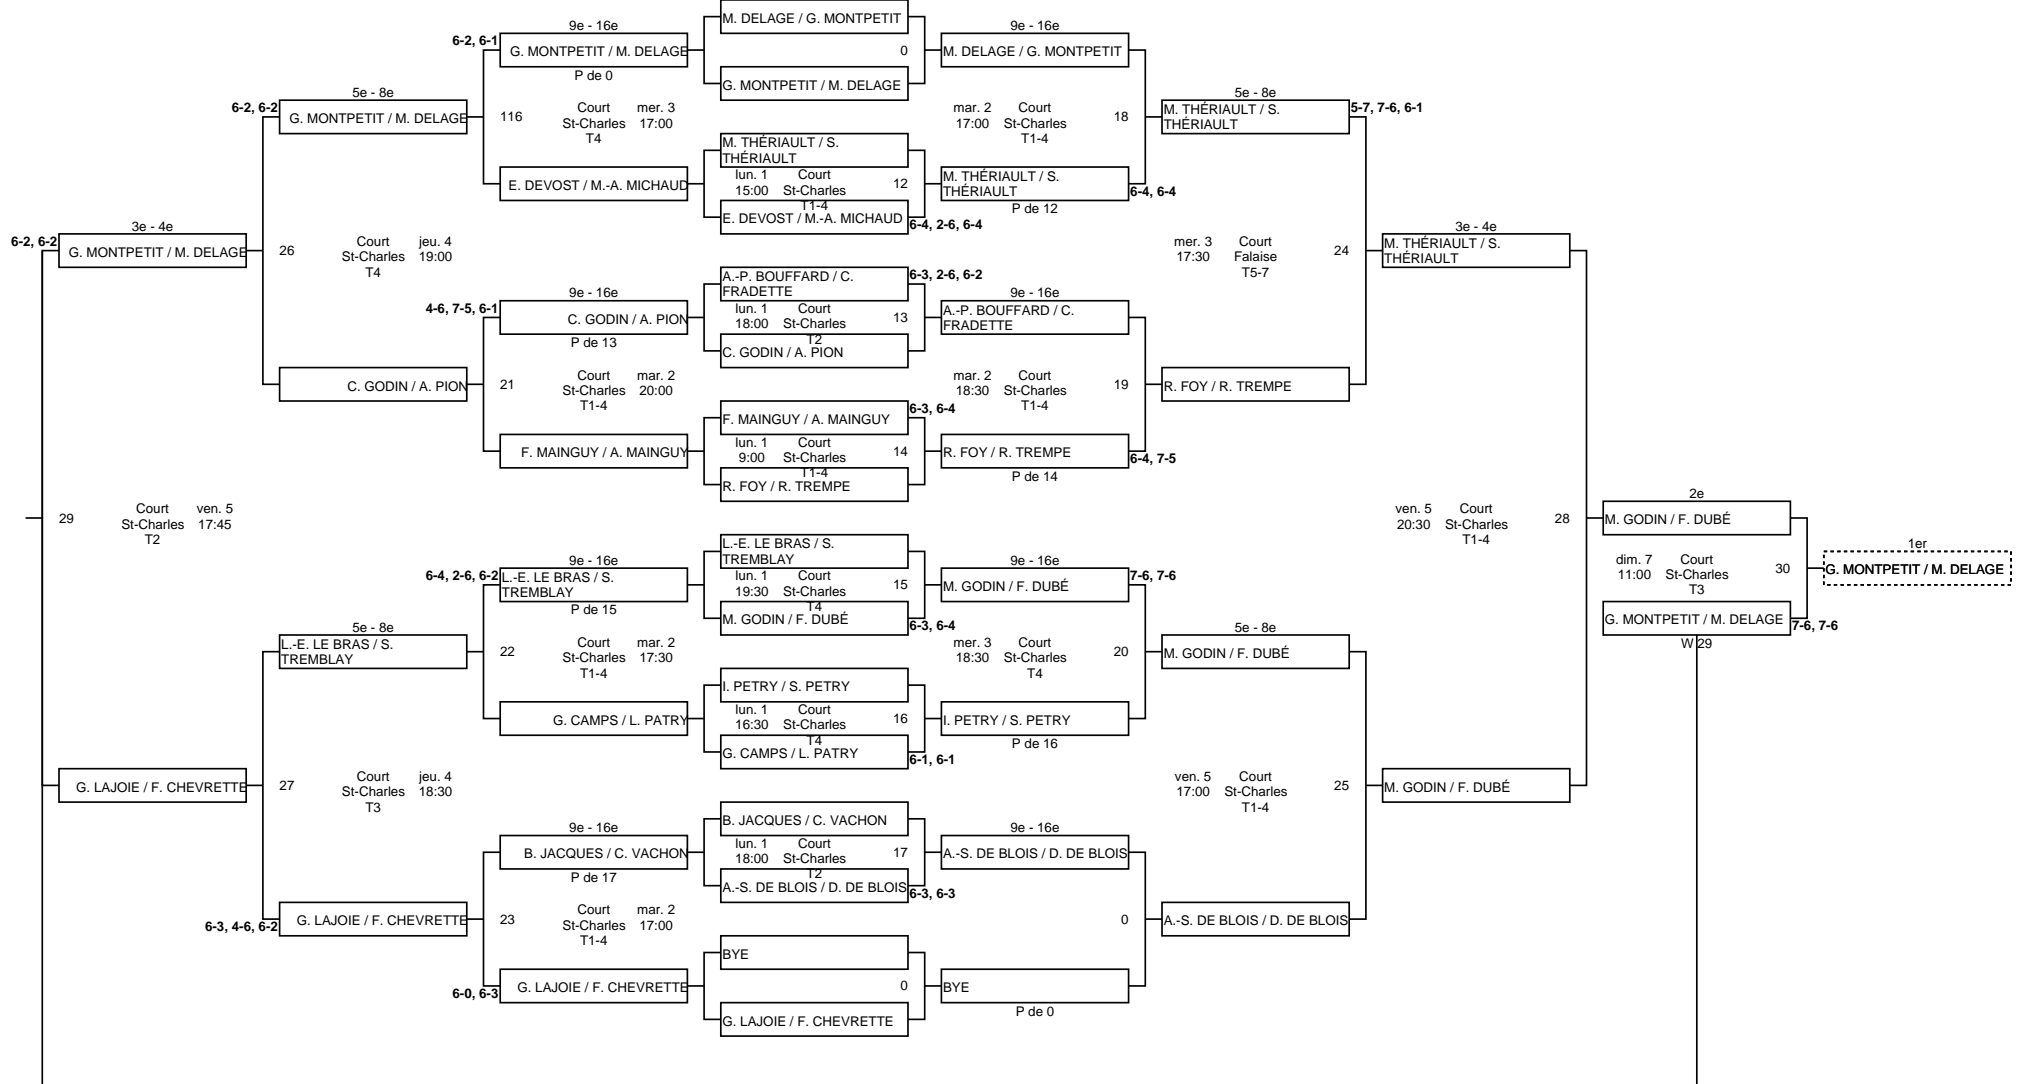 M. DELAGE / G. MONTPETIT
9e - 16e
9e - 16e
6-2, 6-1
G. MONTPETIT / M. DELAGE
0
M. DELAGE / G. MONTPETIT
P de 0
G. MONTPETIT / M. DELAGE
5e - 8e
5e - 8e
6-2, 6-2
G. MONTPETIT / M. DELAGE
116
Court mer. 3
St-Charles 17:00
T4
mar. 2 Court
17:00 St-Charles
T1-4
18
M. THÉRIAULT / S.
THÉRIAULT
5-7, 7-6, 6-1
M. THÉRIAULT / S.
THÉRIAULT
E. DEVOST / M.-A. MICHAUD
lun. 1 Court
15:00 St-Charles
T1-4
12
M. THÉRIAULT / S.
THÉRIAULT
6-4, 6-4
P de 12
E. DEVOST / M.-A. MICHAUD
6-4, 2-6, 6-4
3e - 4e
3e - 4e
6-2, 6-2
G. MONTPETIT / M. DELAGE
26
Court jeu. 4
St-Charles 19:00
T4
mer. 3 Court
17:30 Falaise
T5-7
24
M. THÉRIAULT / S.
THÉRIAULT
A.-P. BOUFFARD / C.
FRADETTE
6-3, 2-6, 6-2
9e - 16e
9e - 16e
4-6, 7-5, 6-1
C. GODIN / A. PION
lun. 1 Court
18:00 St-Charles
T2
13
A.-P. BOUFFARD / C.
FRADETTE
P de 13
C. GODIN / A. PION
C. GODIN / A. PION
21
Court mar. 2
St-Charles 20:00
T1-4
mar. 2 Court
18:30 St-Charles
T1-4
19
R. FOY / R. TREMPE
F. MAINGUY / A. MAINGUY
6-3, 6-4
F. MAINGUY / A. MAINGUY
lun. 1 Court
9:00 St-Charles
T1-4
14
R. FOY / R. TREMPE
6-4, 7-5
P de 14
R. FOY / R. TREMPE
29
Court ven. 5
St-Charles 17:45
T2
ven. 5 Court
20:30 St-Charles
T1-4
28
2e
M. GODIN / F. DUBÉ
L.-E. LE BRAS / S.
TREMBLAY
9e - 16e
9e - 16e
6-4, 2-6, 6-2
L.-E. LE BRAS / S.
TREMBLAY
lun. 1 Court
19:30 St-Charles
T4
15
M. GODIN / F. DUBÉ
7-6, 7-6
P de 15
M. GODIN / F. DUBÉ
6-3, 6-4
dim. 7 Court
11:00 St-Charles
T3
30
1er
G. MONTPETIT / M. DELAGE
G. MONTPETIT / M. DELAGE
7-6, 7-6
W 29
5e - 8e
5e - 8e
L.-E. LE BRAS / S.
TREMBLAY
22
Court mar. 2
St-Charles 17:30
T1-4
mer. 3 Court
18:30 St-Charles
T4
20
M. GODIN / F. DUBÉ
I. PETRY / S. PETRY
G. CAMPS / L. PATRY
lun. 1 Court
16:30 St-Charles
T4
16
I. PETRY / S. PETRY
P de 16
G. CAMPS / L. PATRY
6-1, 6-1
G. LAJOIE / F. CHEVRETTE
27
Court jeu. 4
St-Charles 18:30
T3
ven. 5 Court
17:00 St-Charles
T1-4
25
M. GODIN / F. DUBÉ
B. JACQUES / C. VACHON
9e - 16e
9e - 16e
B. JACQUES / C. VACHON
lun. 1 Court
18:00 St-Charles
T2
17
A.-S. DE BLOIS / D. DE BLOIS
P de 17
A.-S. DE BLOIS / D. DE BLOIS
6-3, 6-3
6-3, 4-6, 6-2
G. LAJOIE / F. CHEVRETTE
23
Court mar. 2
St-Charles 17:00
T1-4
0
A.-S. DE BLOIS / D. DE BLOIS
BYE
6-0, 6-3
G. LAJOIE / F. CHEVRETTE
0
BYE
P de 0
G. LAJOIE / F. CHEVRETTE